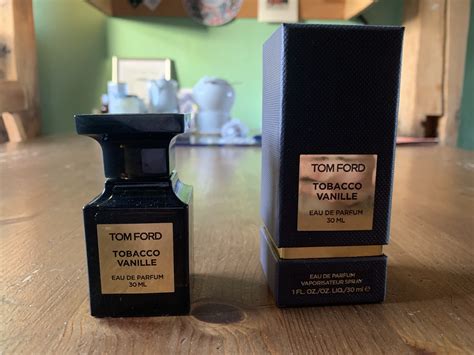 TOM FORD
TOBACCO
VANILLE
EAU DE PARFUM
30 ML
TOM FORD
TOBACCO
VANILLE
EAU DE PARFUM
30 ML
EAU DE PARFUM
VAPORISATEUR SPRAY
1 FL. OZ./OZ. LIQ./30 ml ℮